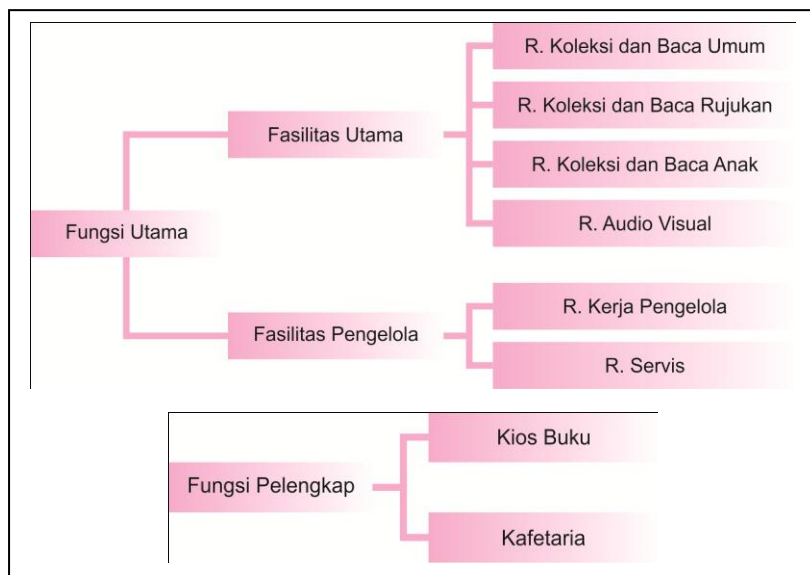 Fungsi Utama
Fasilitas Utama
R. Koleksi dan Baca Umum
R. Koleksi dan Baca Rujukan
R. Koleksi dan Baca Anak
R. Audio Visual
Fasilitas Pengelola
R. Kerja Pengelola
R. Servis
Fungsi Pelengkap
Kios Buku
Kafetaria